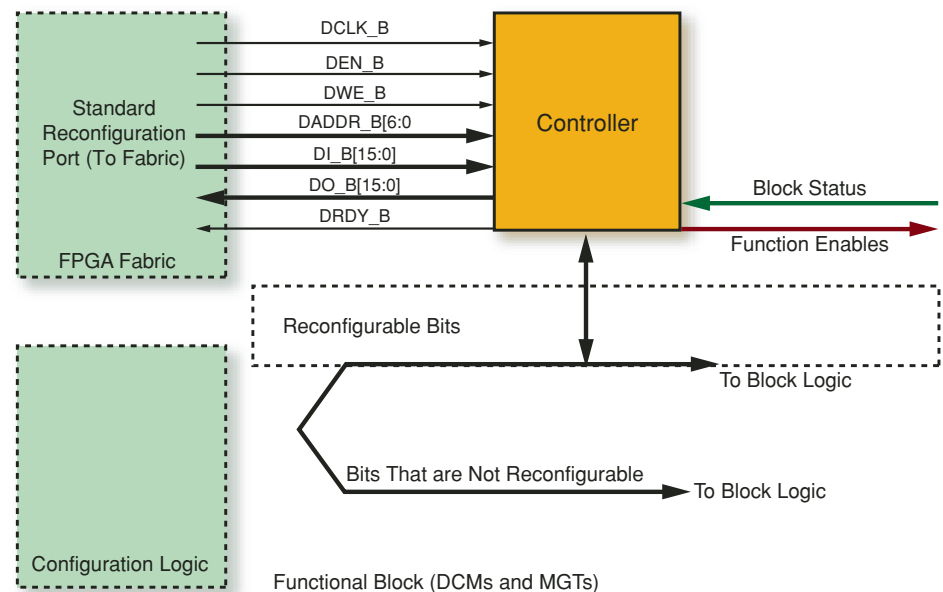 DCLK_B
DEN_B
DWE_B
DADDR_B[6:0
DI_B[15:0]
DO_B[15:0]
DRDY_B
Standard
Reconfiguration
Port (To Fabric)
FPGA Fabric
Controller
Block Status
Function Enables
Reconfigurable Bits
To Block Logic
Bits That are Not Reconfigurable
To Block Logic
Configuration Logic
Functional Block (DCMs and MGTs)